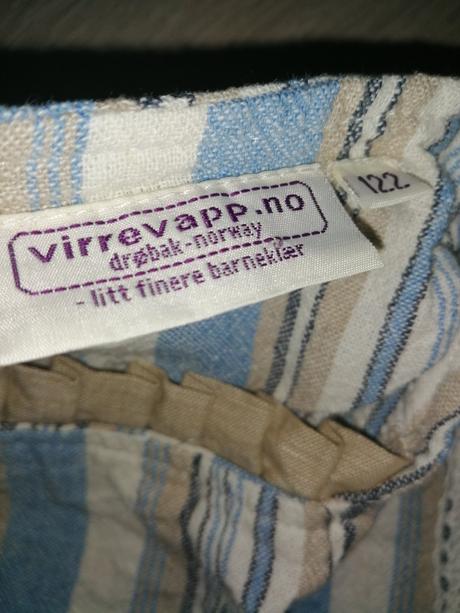 virrevapp.no
drøbak-norway
- litt finere barneklær
122